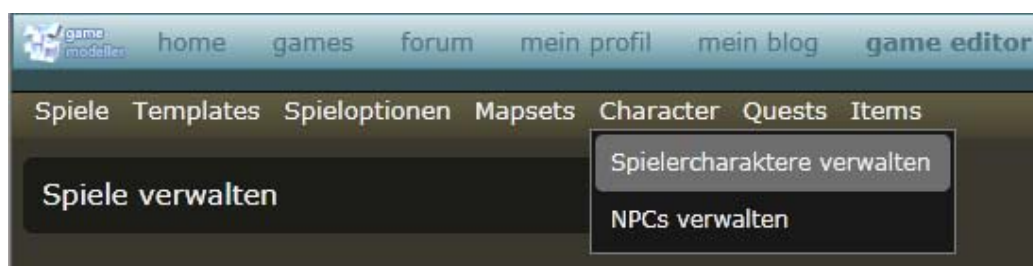 game
modeller
home games forum mein profil mein blog game editor
Spiele Templates Spieloptionen Mapsets Character Quests Items
Spielercharaktere verwalten
Spiele verwalten
NPCs verwalten